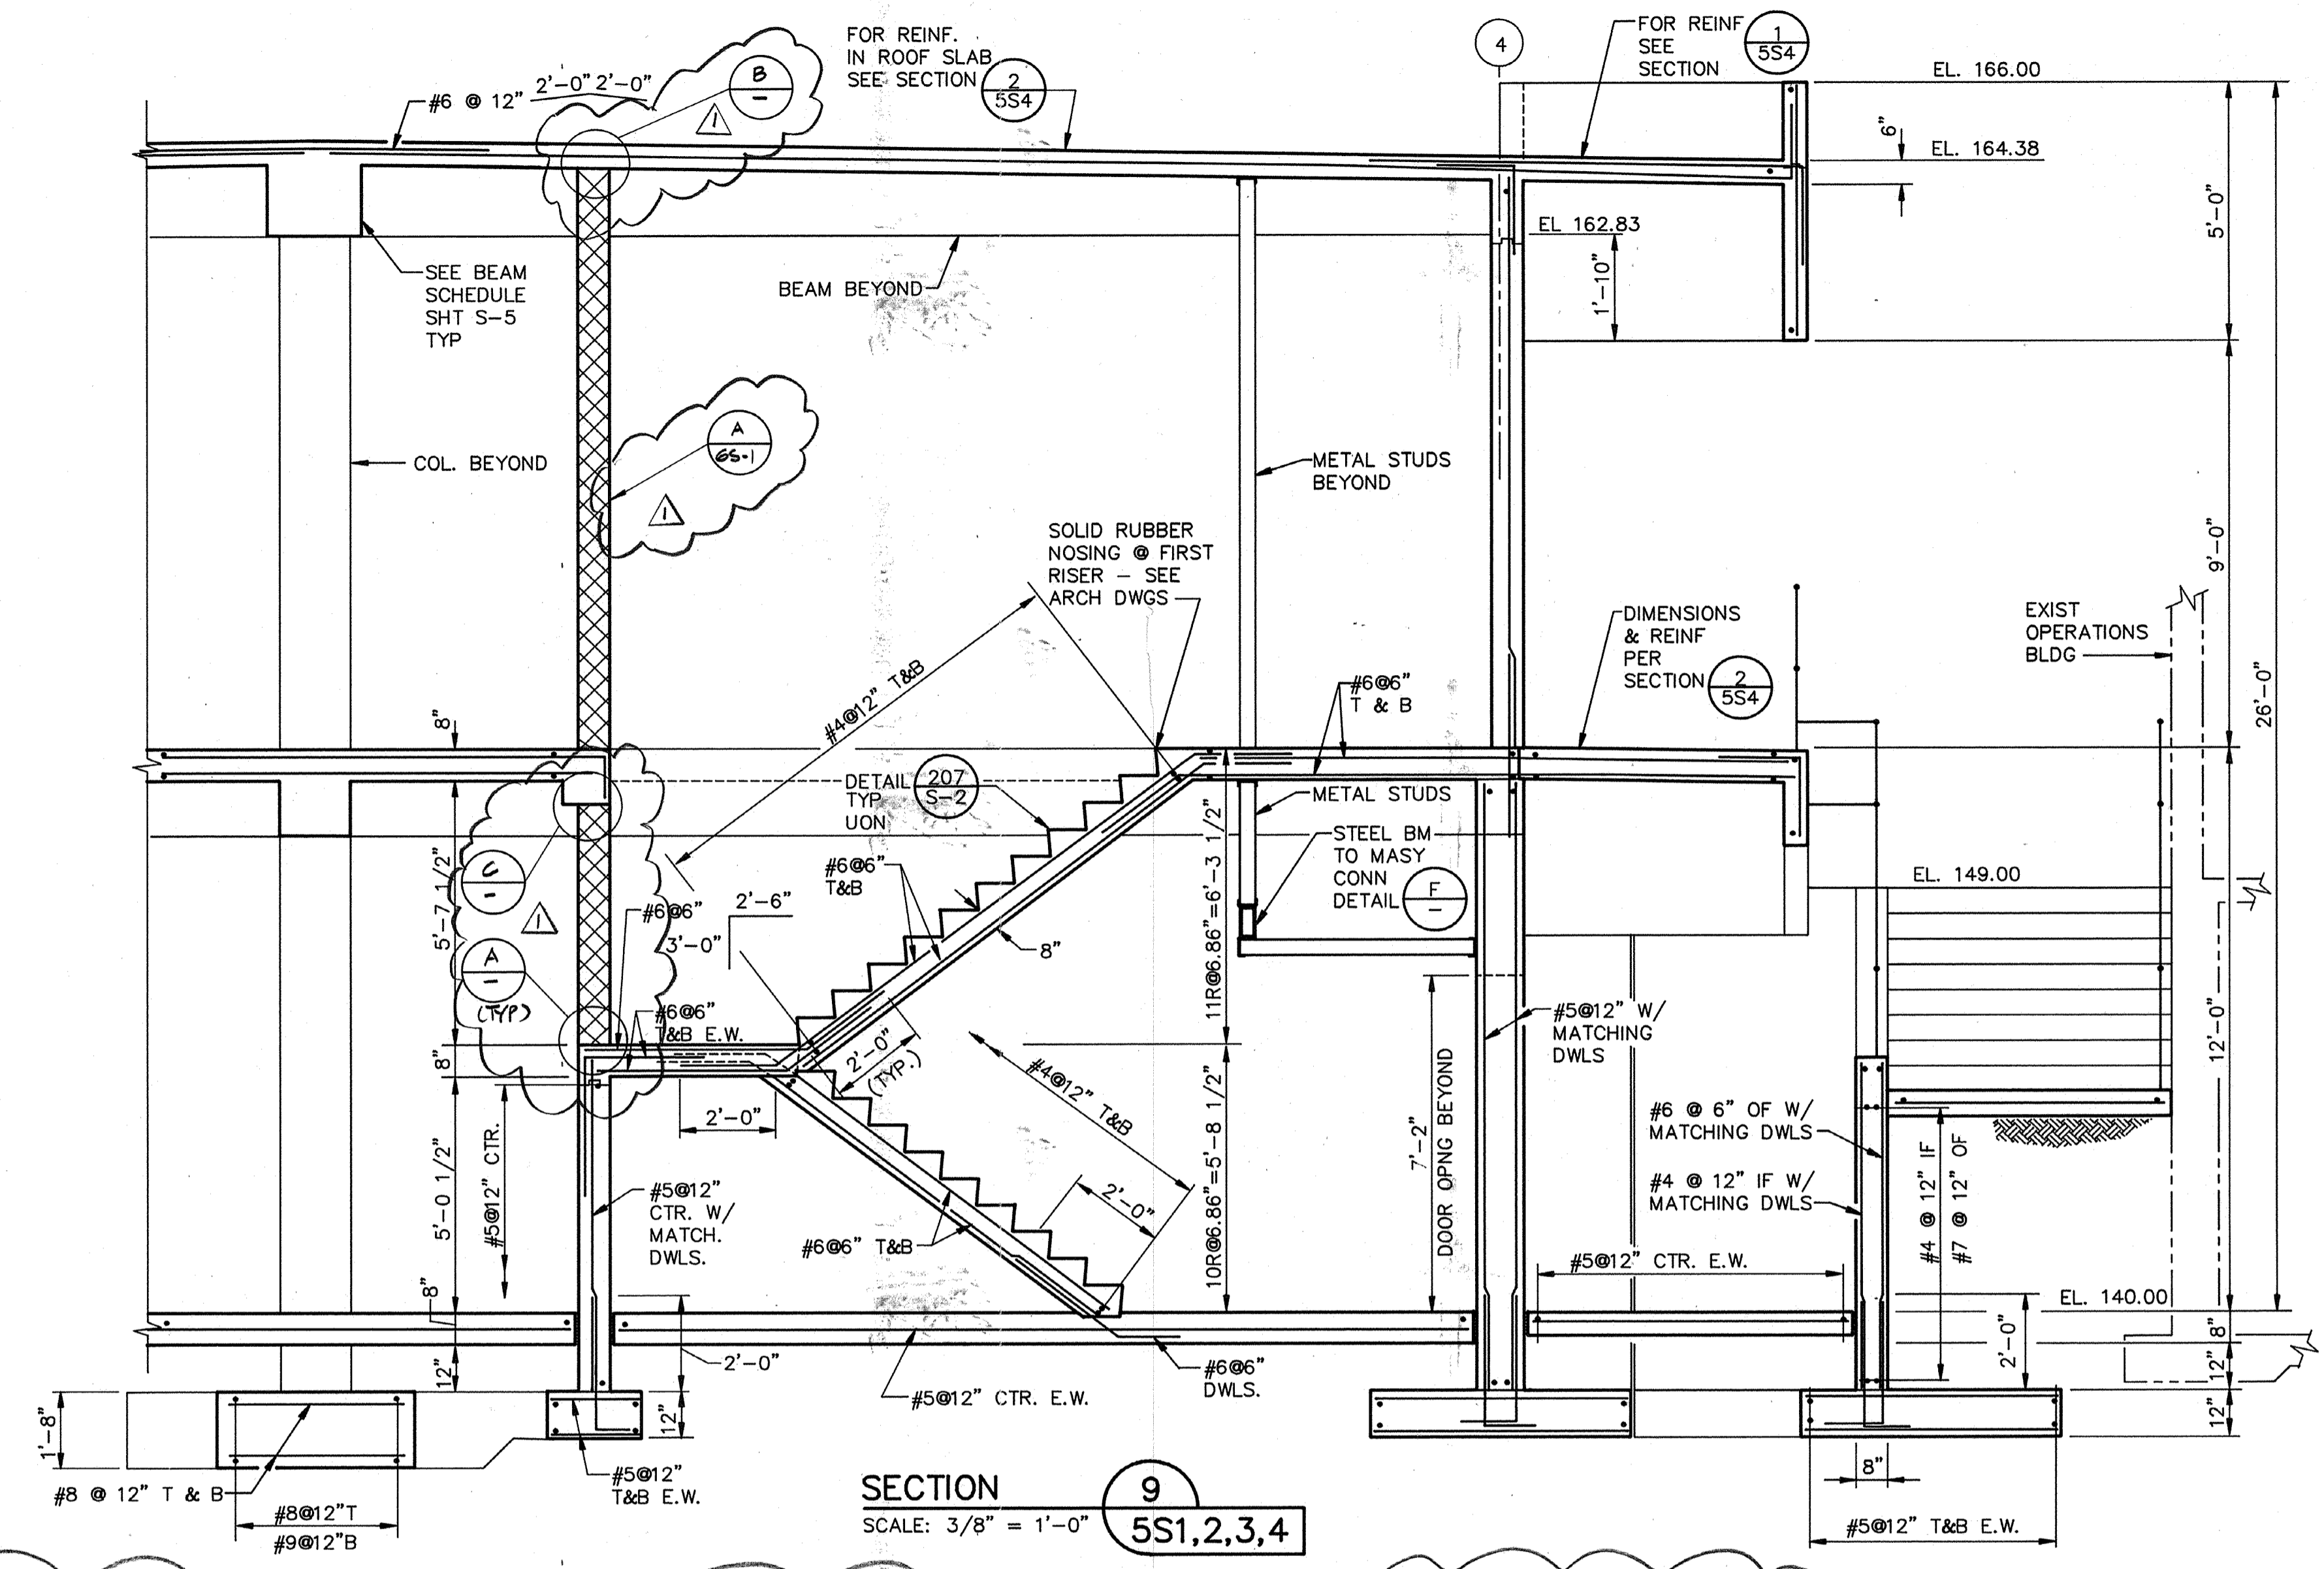 FOR REINF.
IN ROOF SLAB
SEE SECTION
2
5S4
4
FOR REINF
SEE
SECTION
1
5S4
EL. 166.00
#6 @ 12"
2'-0" 2'-0"
B
-
1
6"
EL. 164.38
5'-0"
EL 162.83
1'-10"
SEE BEAM
SCHEDULE
SHT S-5
TYP
BEAM BEYOND
COL. BEYOND
A
6S-1
1
METAL STUDS
BEYOND
SOLID RUBBER
NOSING @ FIRST
RISER - SEE
ARCH DWGS
9'-0"
DIMENSIONS
& REINF
PER
SECTION
2
5S4
EXIST
OPERATIONS
BLDG
26'-0"
#4@12" T&B
#6@6"
T & B
8"
DETAIL
TYP
UON
207
S-2
METAL STUDS
STEEL BM
TO MASY
CONN
DETAIL
F
-
EL. 149.00
5'-7 1/2"
C
-
1
A
-
(TYP)
#6@6"
T&B
2'-6"
#6@6"
3'-0"
8"
11R@6.86"=6'-3 1/2"
#6@6"
T&B E.W.
2'-0"
(TYP.)
#5@12" W/
MATCHING
DWLS
12'-0"
8"
2'-0"
#4@12" T&B
10R@6.86"=5'-8 1/2"
7'-2"
DOOR OPNG BEYOND
#6 @ 6" OF W/
MATCHING DWLS
#4 @ 12" IF W/
MATCHING DWLS
#4 @ 12" IF
#7 @ 12" OF
5'-0 1/2"
#5@12" CTR.
#5@12"
CTR. W/
MATCH.
DWLS.
#6@6" T&B
2'-0"
#5@12" CTR. E.W.
EL. 140.00
8"
2'-0"
8"
12"
2'-0"
#5@12" CTR. E.W.
#6@6"
DWLS.
12"
12"
12"
1'-8"
#8 @ 12" T & B
#8@12"T
#9@12"B
#5@12"
T&B E.W.
8"
#5@12" T&B E.W.
SECTION
9
SCALE: 3/8" = 1'-0"
5S1,2,3,4